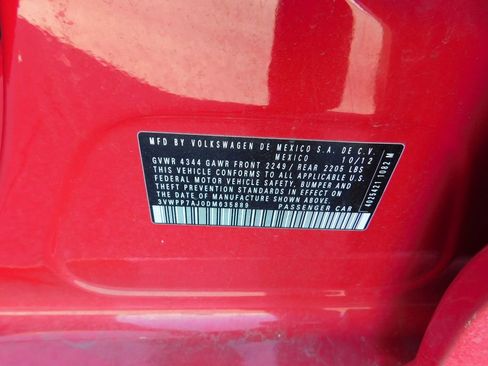 MFD BY VOLKSWAGEN DE MEXICO S.A. DE C.V.
MEXICO 10/12
GVWR 4344 GAWR FRONT 2249/ REAR 2205 LBS
THIS VEHICLE CONFORMS TO ALL APPLICABLE
FEDERAL MOTOR VEHICLE SAFETY, BUMPER AND
THEFT PREVENTION STANDARDS IN EFFECT ON
THE DATE OF MANUFACTURE SHOWN ABOVE.
3VWPP7AJ0DM635889 PASSENGER CAR
4025421 1082 M